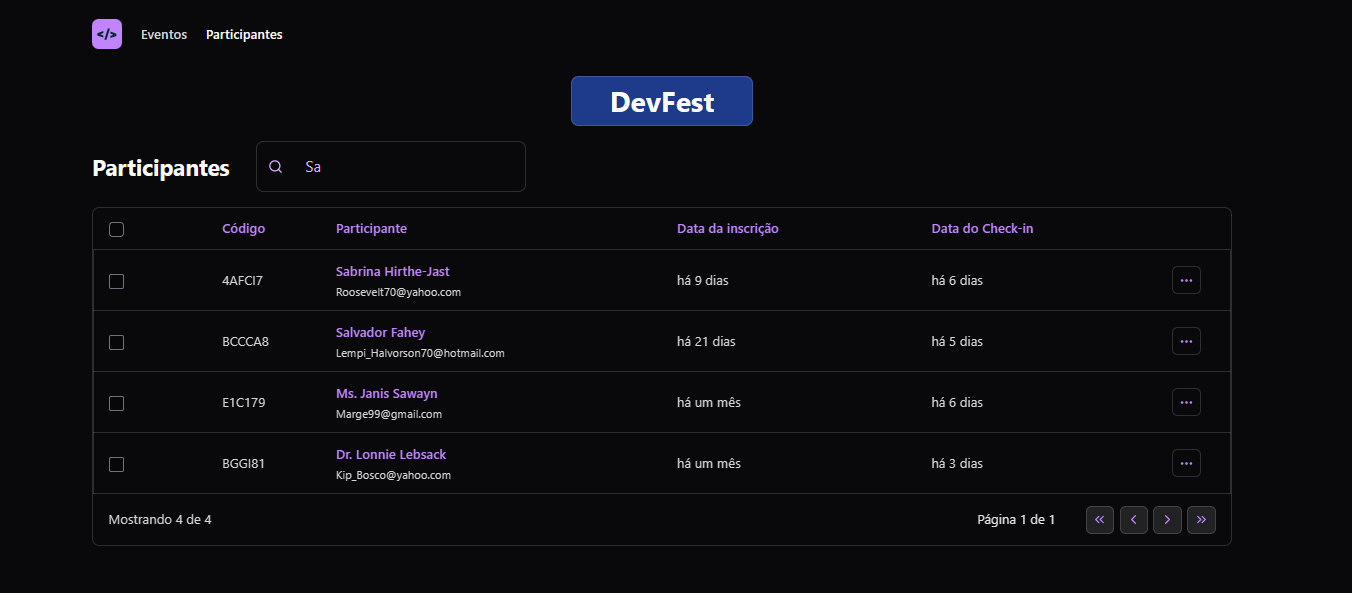 </> Eventos Participantes
DevFest
Participantes Sa
Código Participante Data da inscrição Data do Check-in
4AFCI7 Sabrina Hirthe-Jast há 9 dias há 6 dias
Roosevelt70@yahoo.com
BCCCA8 Salvador Fahey há 21 dias há 5 dias
Lempi_Halvorson70@hotmail.com
E1C179 Ms. Janis Sawayn há um mês há 6 dias
Marge99@gmail.com
BGGI81 Dr. Lonnie Lebsack há um mês há 3 dias
Kip_Bosco@yahoo.com
Mostrando 4 de 4 Página 1 de 1